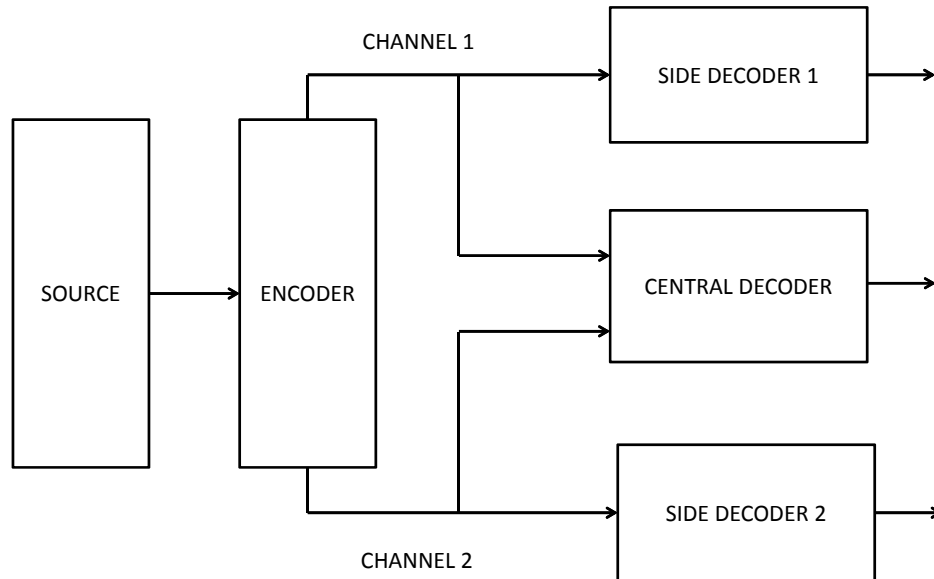 CHANNEL 1
SIDE DECODER 1
SOURCE
ENCODER
CENTRAL DECODER
SIDE DECODER 2
CHANNEL 2